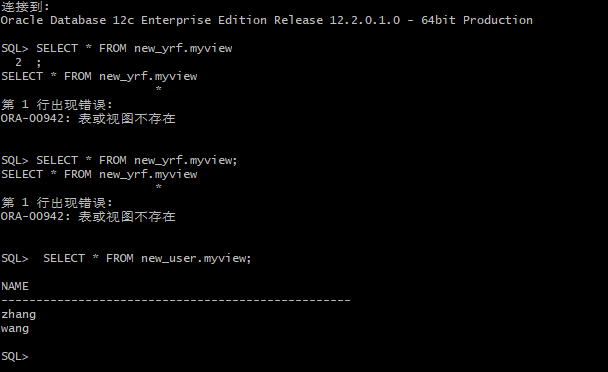 连接到:
Oracle Database 12c Enterprise Edition Release 12.2.0.1.0 - 64bit Production
SQL> SELECT * FROM new_yrf.myview
  2  ;
SELECT * FROM new_yrf.myview
                      *
第 1 行出现错误:
ORA-00942: 表或视图不存在
SQL> SELECT * FROM new_yrf.myview;
SELECT * FROM new_yrf.myview
                      *
第 1 行出现错误:
ORA-00942: 表或视图不存在
SQL>  SELECT * FROM new_user.myview;
NAME
--------------------------------------------------
zhang
wang
SQL>